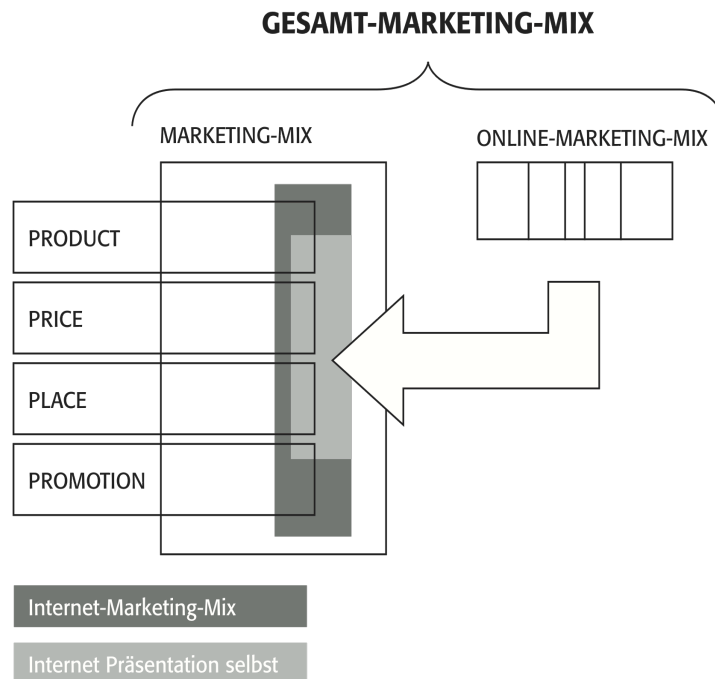 GESAMT-MARKETING-MIX
MARKETING-MIX
ONLINE-MARKETING-MIX
PRODUCT
PRICE
PLACE
PROMOTION
Internet-Marketing-Mix
Internet Präsentation selbst